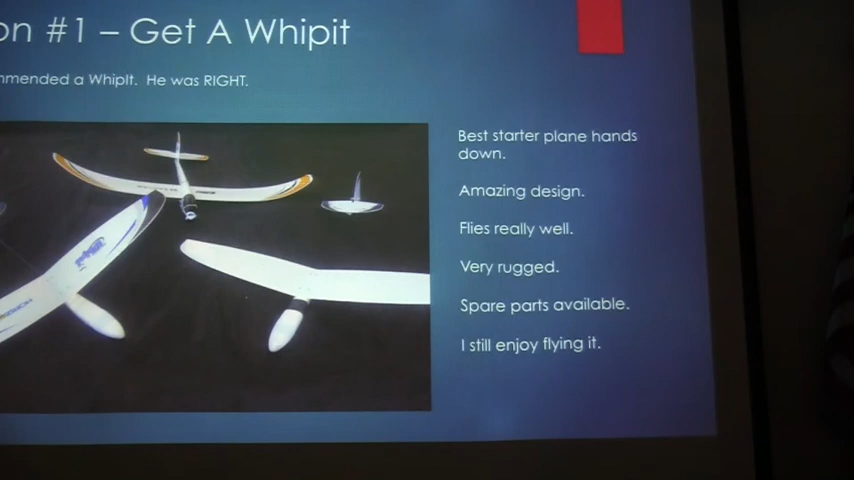 on #1 – Get A Whipit
mmended a WhipIt. He was RIGHT.
Best starter plane hands
down.
Amazing design.
Flies really well.
Very rugged.
Spare parts available.
I still enjoy flying it.